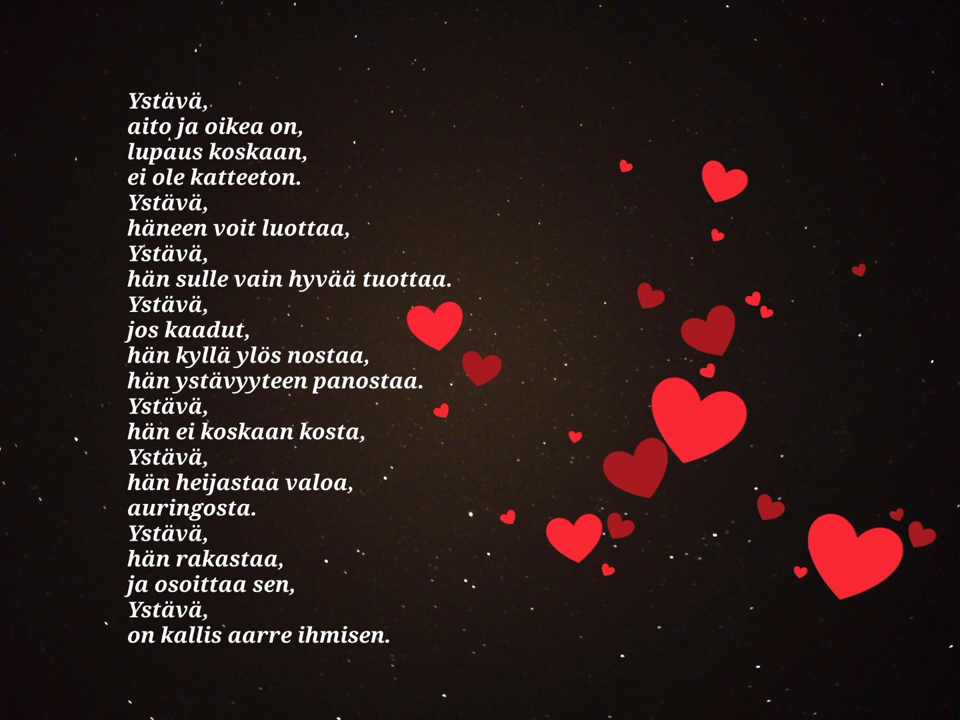 Ystävä,
aito ja oikea on,
lupaus koskaan,
ei ole katteeton.
Ystävä,
häneen voit luottaa,
Ystävä,
hän sulle vain hyvää tuottaa.
Ystävä,
jos kaadut,
hän kyllä ylös nostaa,
hän ystävyyteen panostaa.
Ystävä,
hän ei koskaan kosta,
Ystävä,
hän heijastaa valoa,
auringosta.
Ystävä,
hän rakastaa,
ja osoittaa sen,
Ystävä,
on kallis aarre ihmisen.